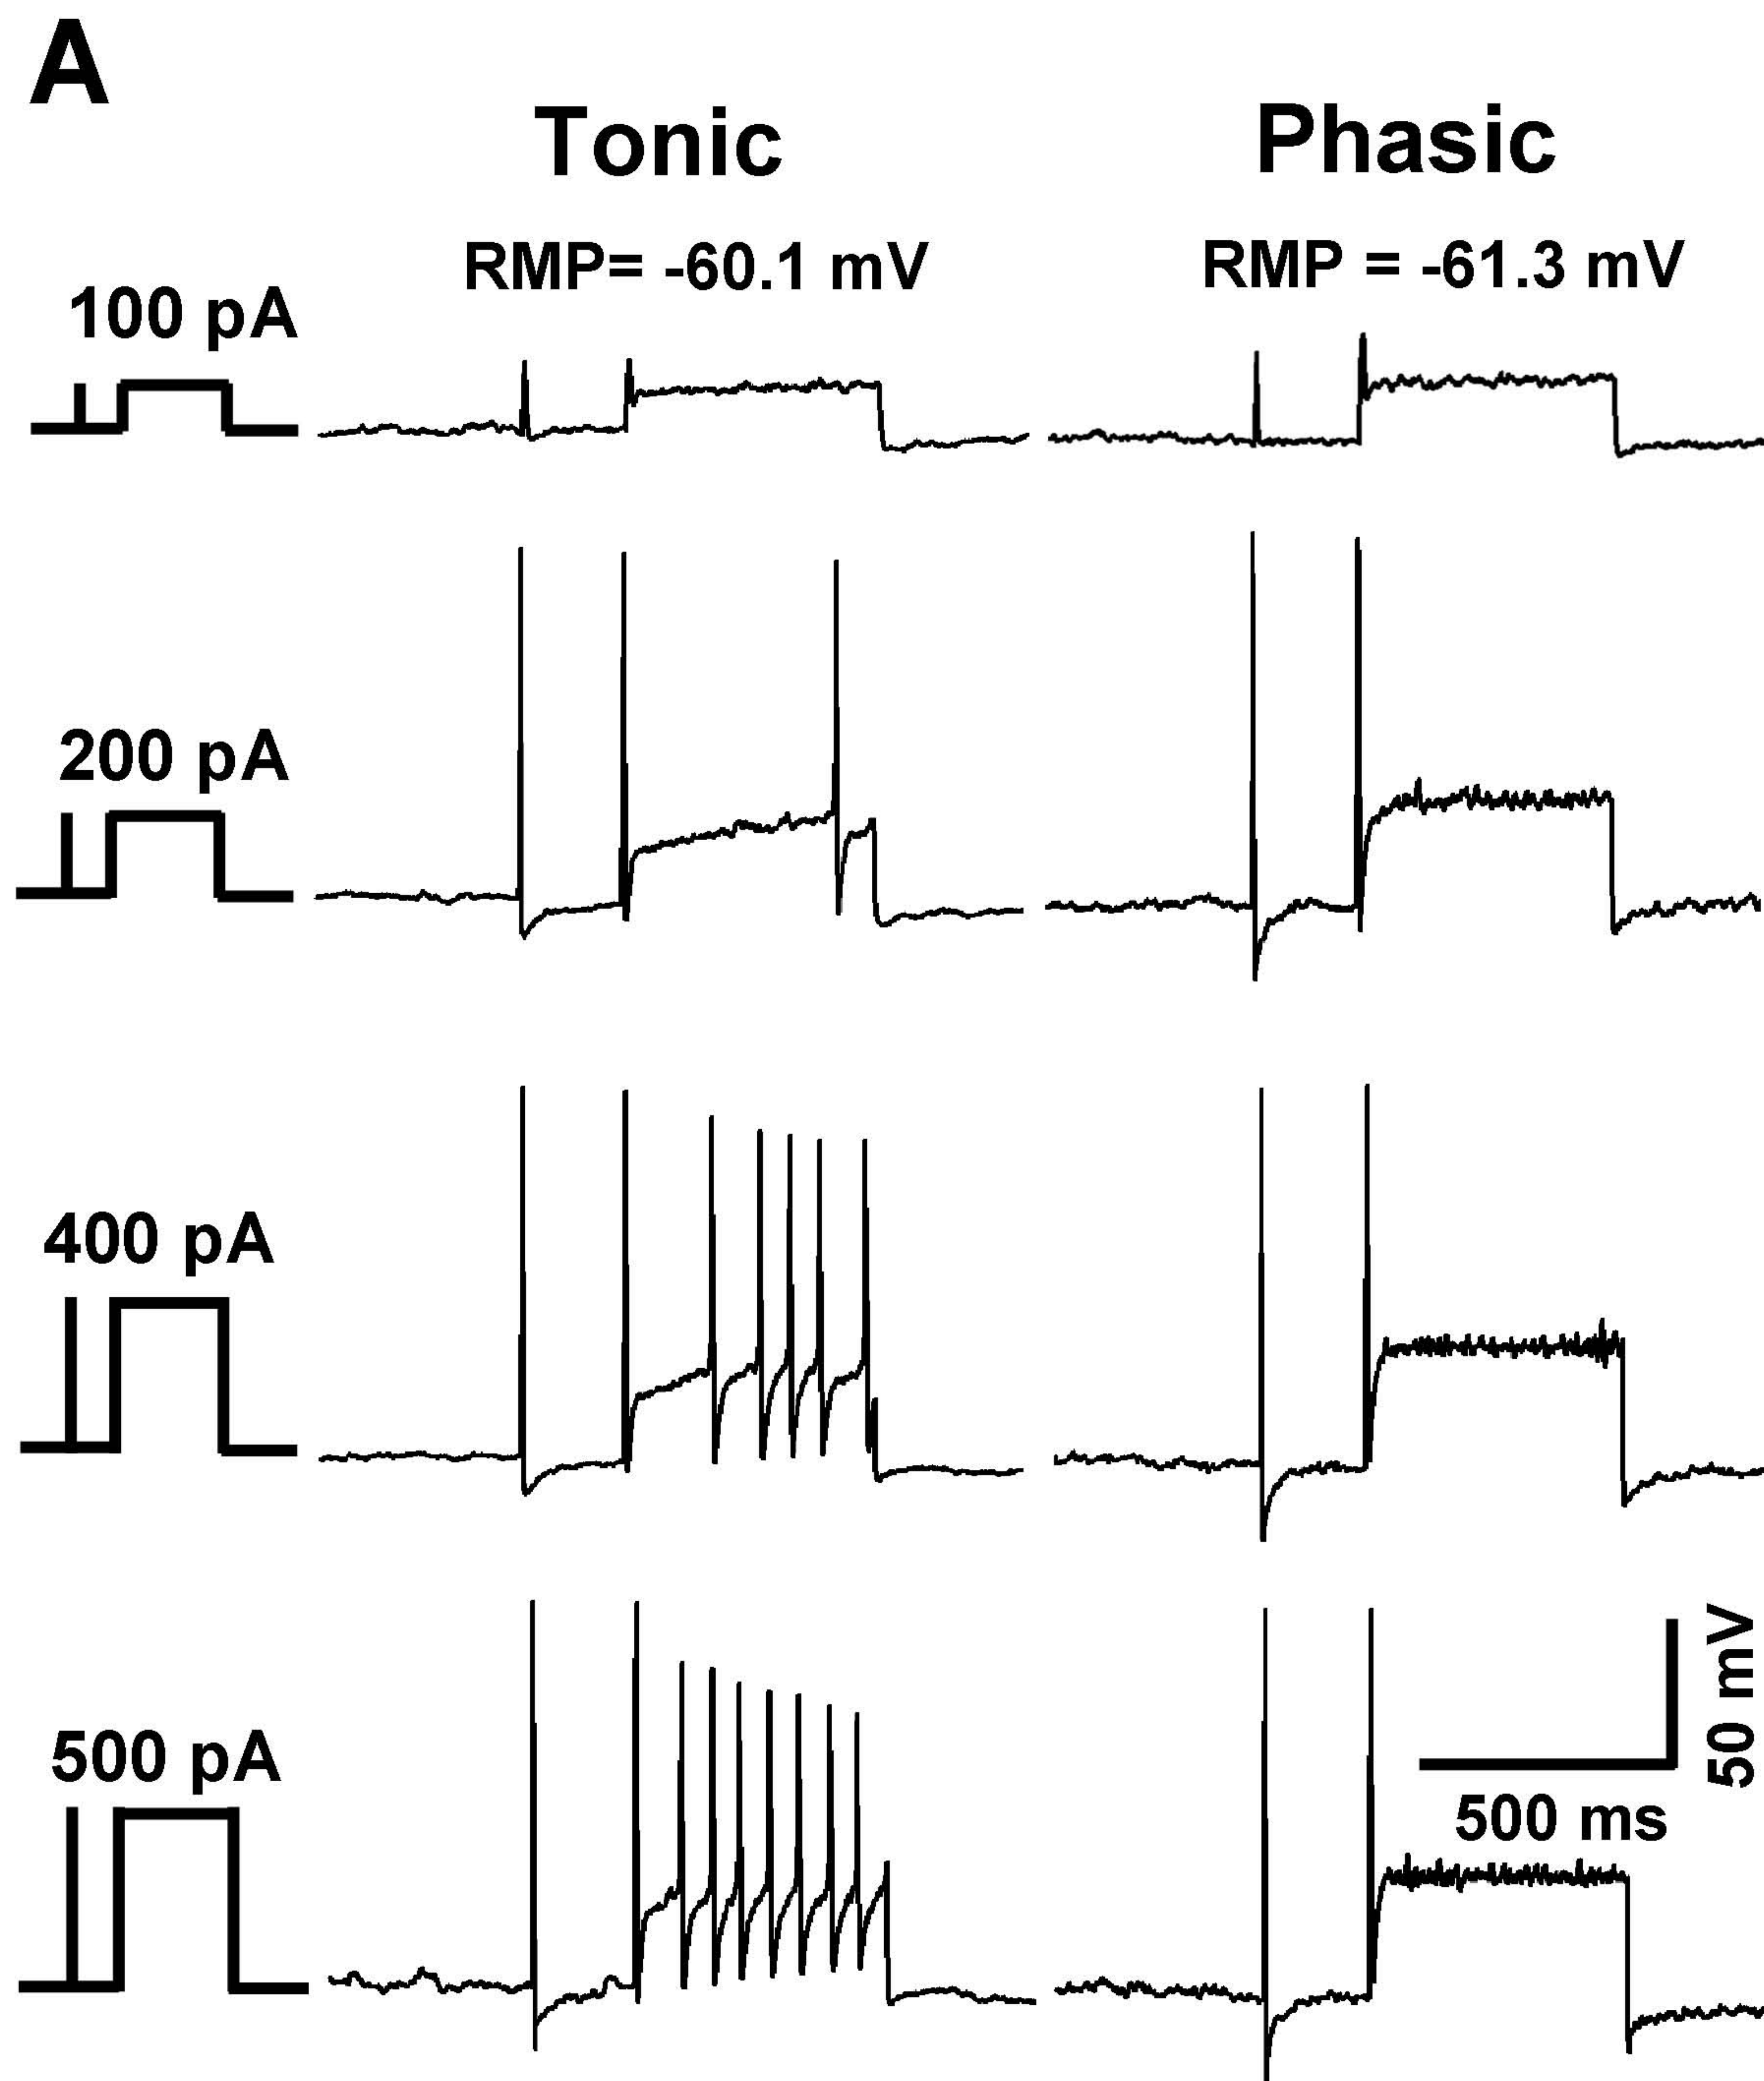 A
Tonic
Phasic
RMP= -60.1 mV
RMP = -61.3 mV
100 pA
200 pA
400 pA
500 pA
50 mV
500 ms